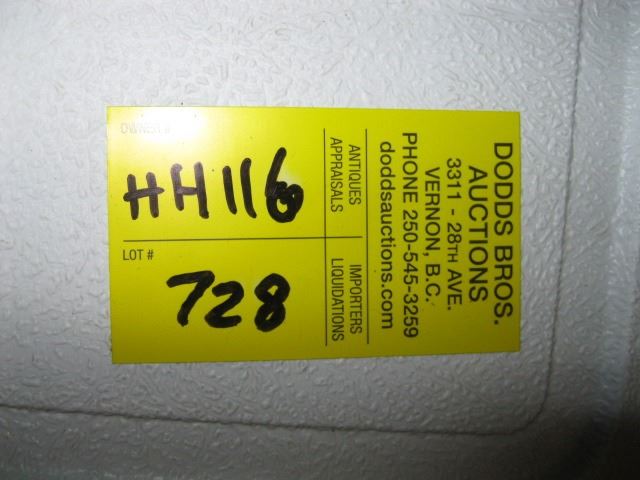 DODDS BROS.
AUCTIONS
3311 - 28TH AVE.
VERNON, B.C.
PHONE 250-545-3259
doddsauctions.com
ANTIQUES
APPRAISALS
IMPORTERS
LIQUIDATIONS
OWNER #
HH116
LOT #
728